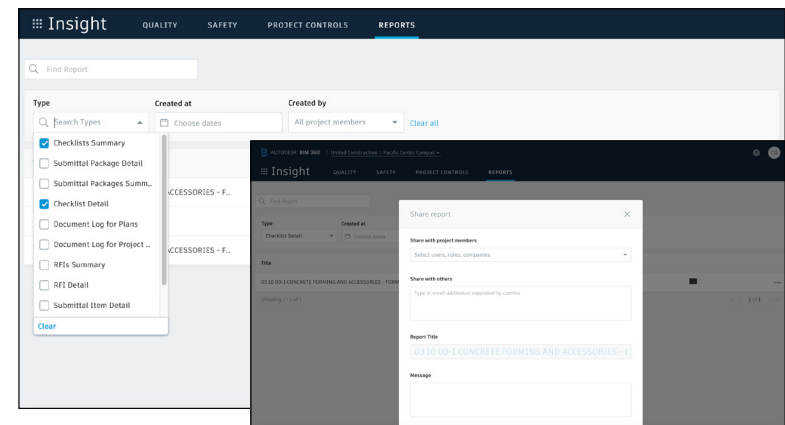 Insight QUALITY SAFETY PROJECT CONTROLS REPORTS
Find Report
Type Created at Created by
Search Types Choose dates All project members Clear all
Checklists Summary
Submittal Package Detail
Submittal Packages Summ...
Checklist Detail
Document Log for Plans
Document Log for Project ...
RFIs Summary
RFI Detail
Submittal Item Detail
Clear
ACCESSORIES - F...
ACCESSORIES - F...
AUTODESK BIM 360 United Construction - Pacific Center Campus
Insight QUALITY SAFETY PROJECT CONTROLS REPORTS
Find Report
Type Created at
Checklist Detail Choose dates
Title
03 10 00-1 CONCRETE FORMING AND ACCESSORIES - FORM
Showing 1-1 of 1
1 of 1
Share report
Share with project members
Select users, roles, companies
Share with others
Type in email addresses separated by comma
Report Title
03 10 00-1 CONCRETE FORMING AND ACCESSORIES - F
Message